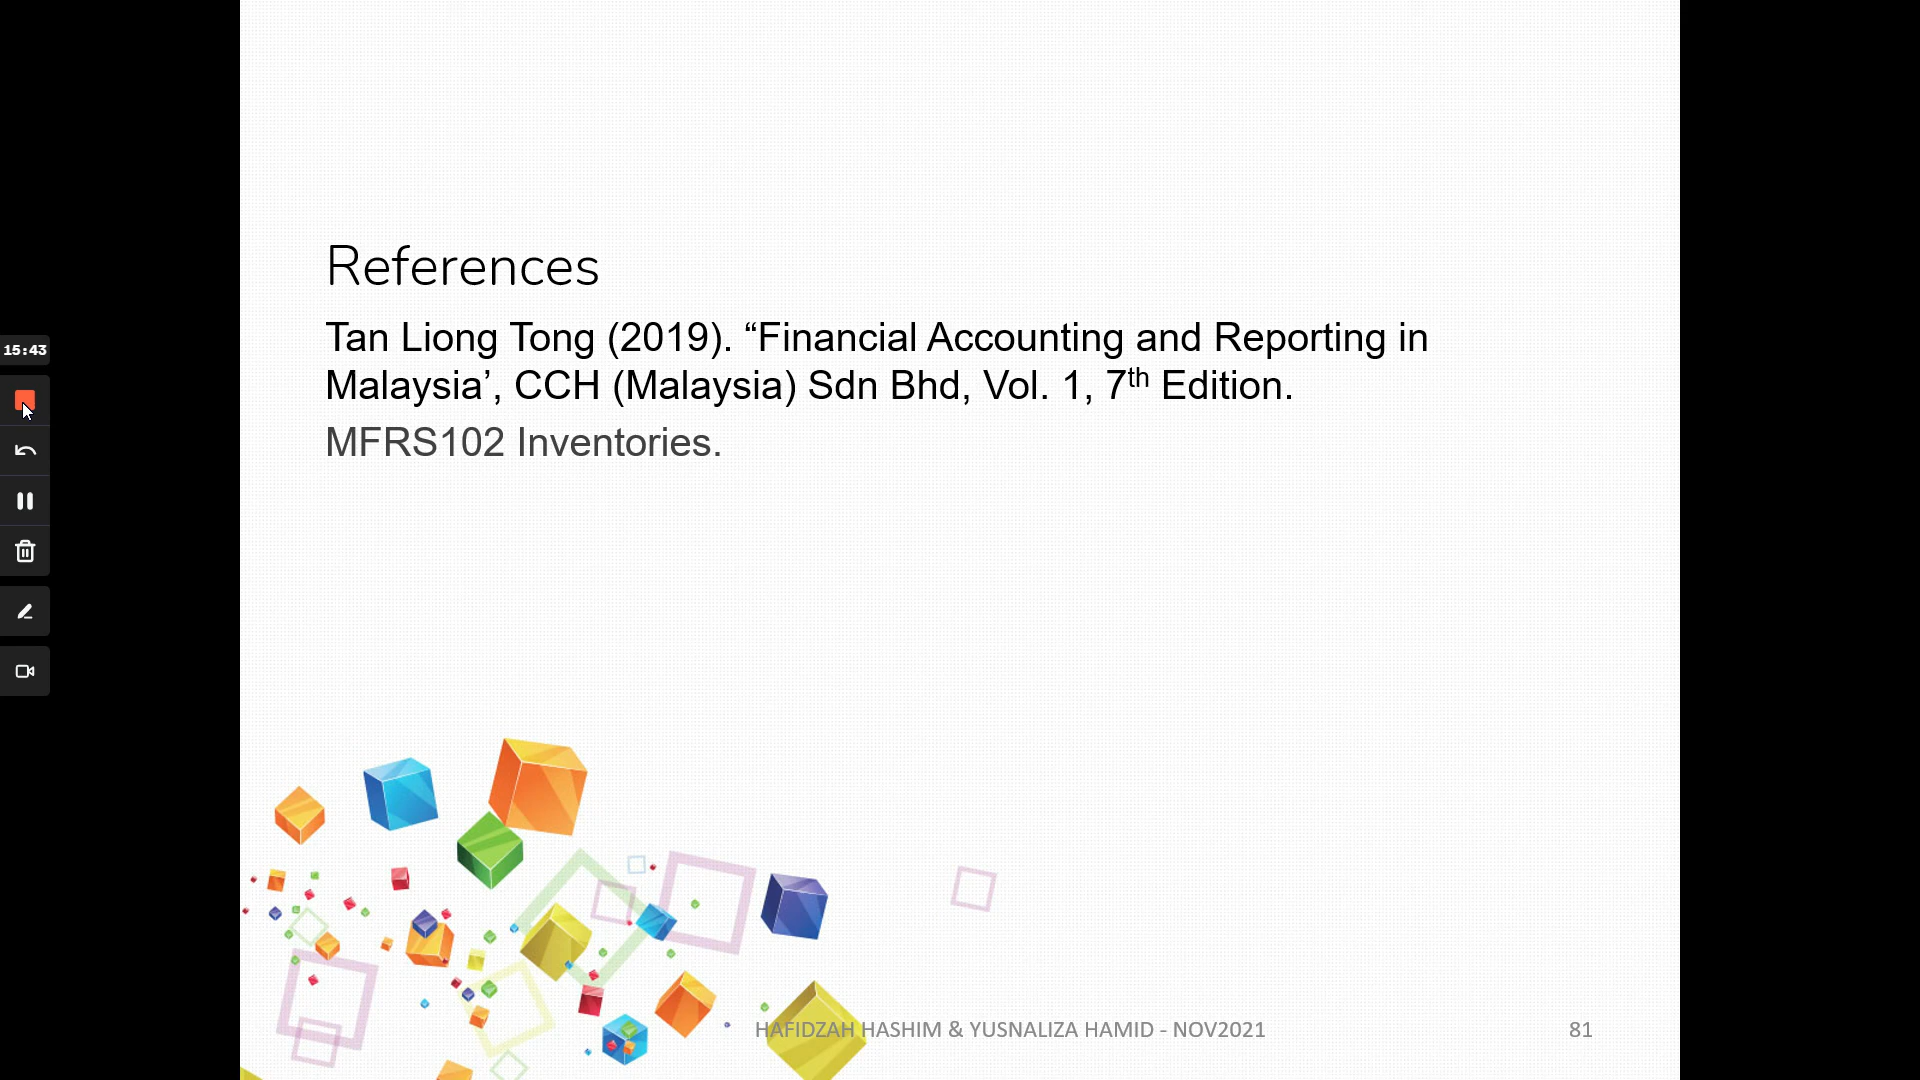 References
Tan Liong Tong (2019). “Financial Accounting and Reporting in
Malaysia’, CCH (Malaysia) Sdn Bhd, Vol. 1, 7th Edition.
MFRS102 Inventories.
15:43
HAFIDZAH HASHIM & YUSNALIZA HAMID - NOV2021
81